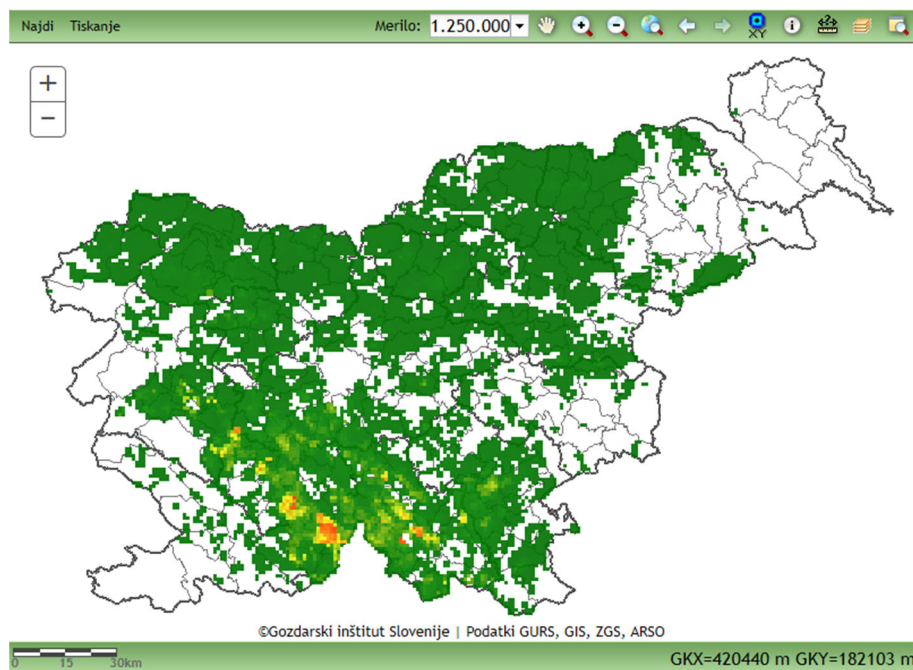 Najdi Tiskanje Merilo: 1.250.000 XY
+
−
©Gozdarski inštitut Slovenije | Podatki GURS, GIS, ZGS, ARSO
0 15 30km GKX=420440 m GKY=182103 m